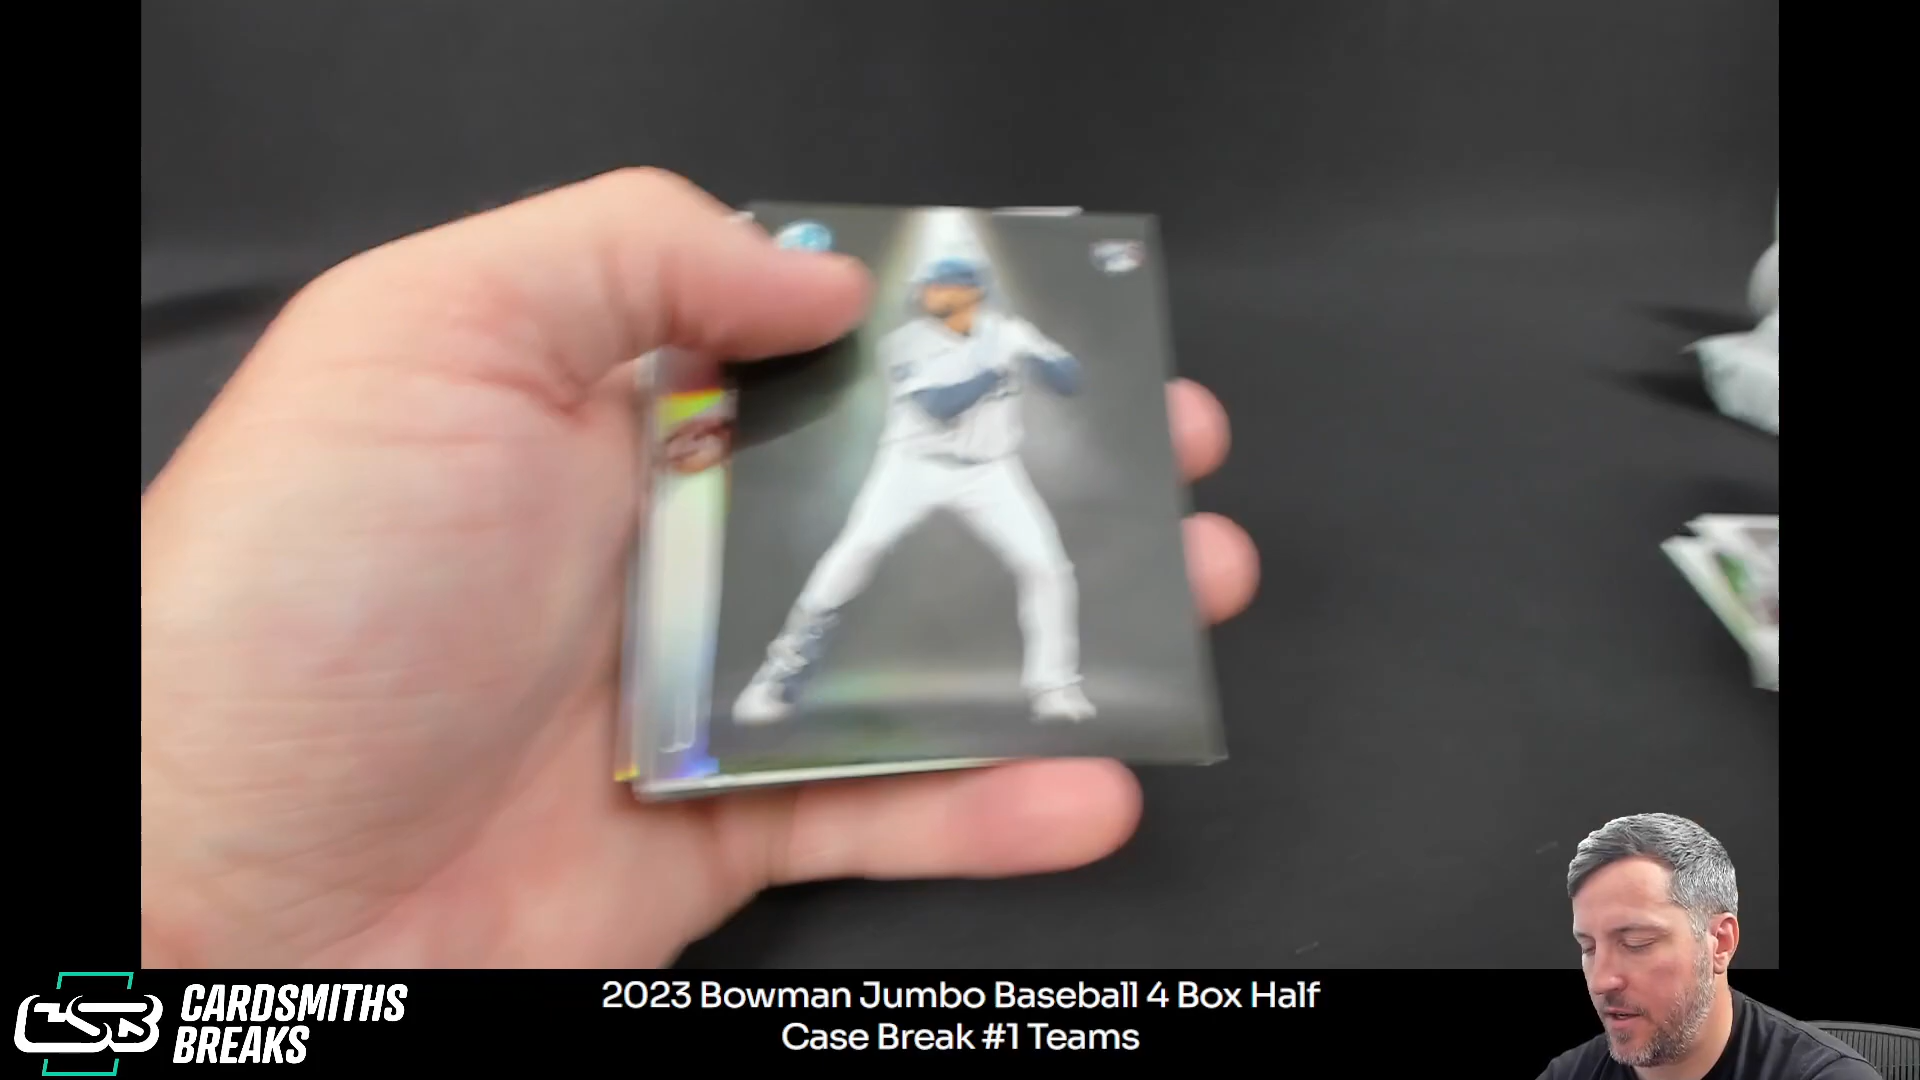 CARDSMITHS
BREAKS
2023 Bowman Jumbo Baseball 4 Box Half
Case Break #1 Teams